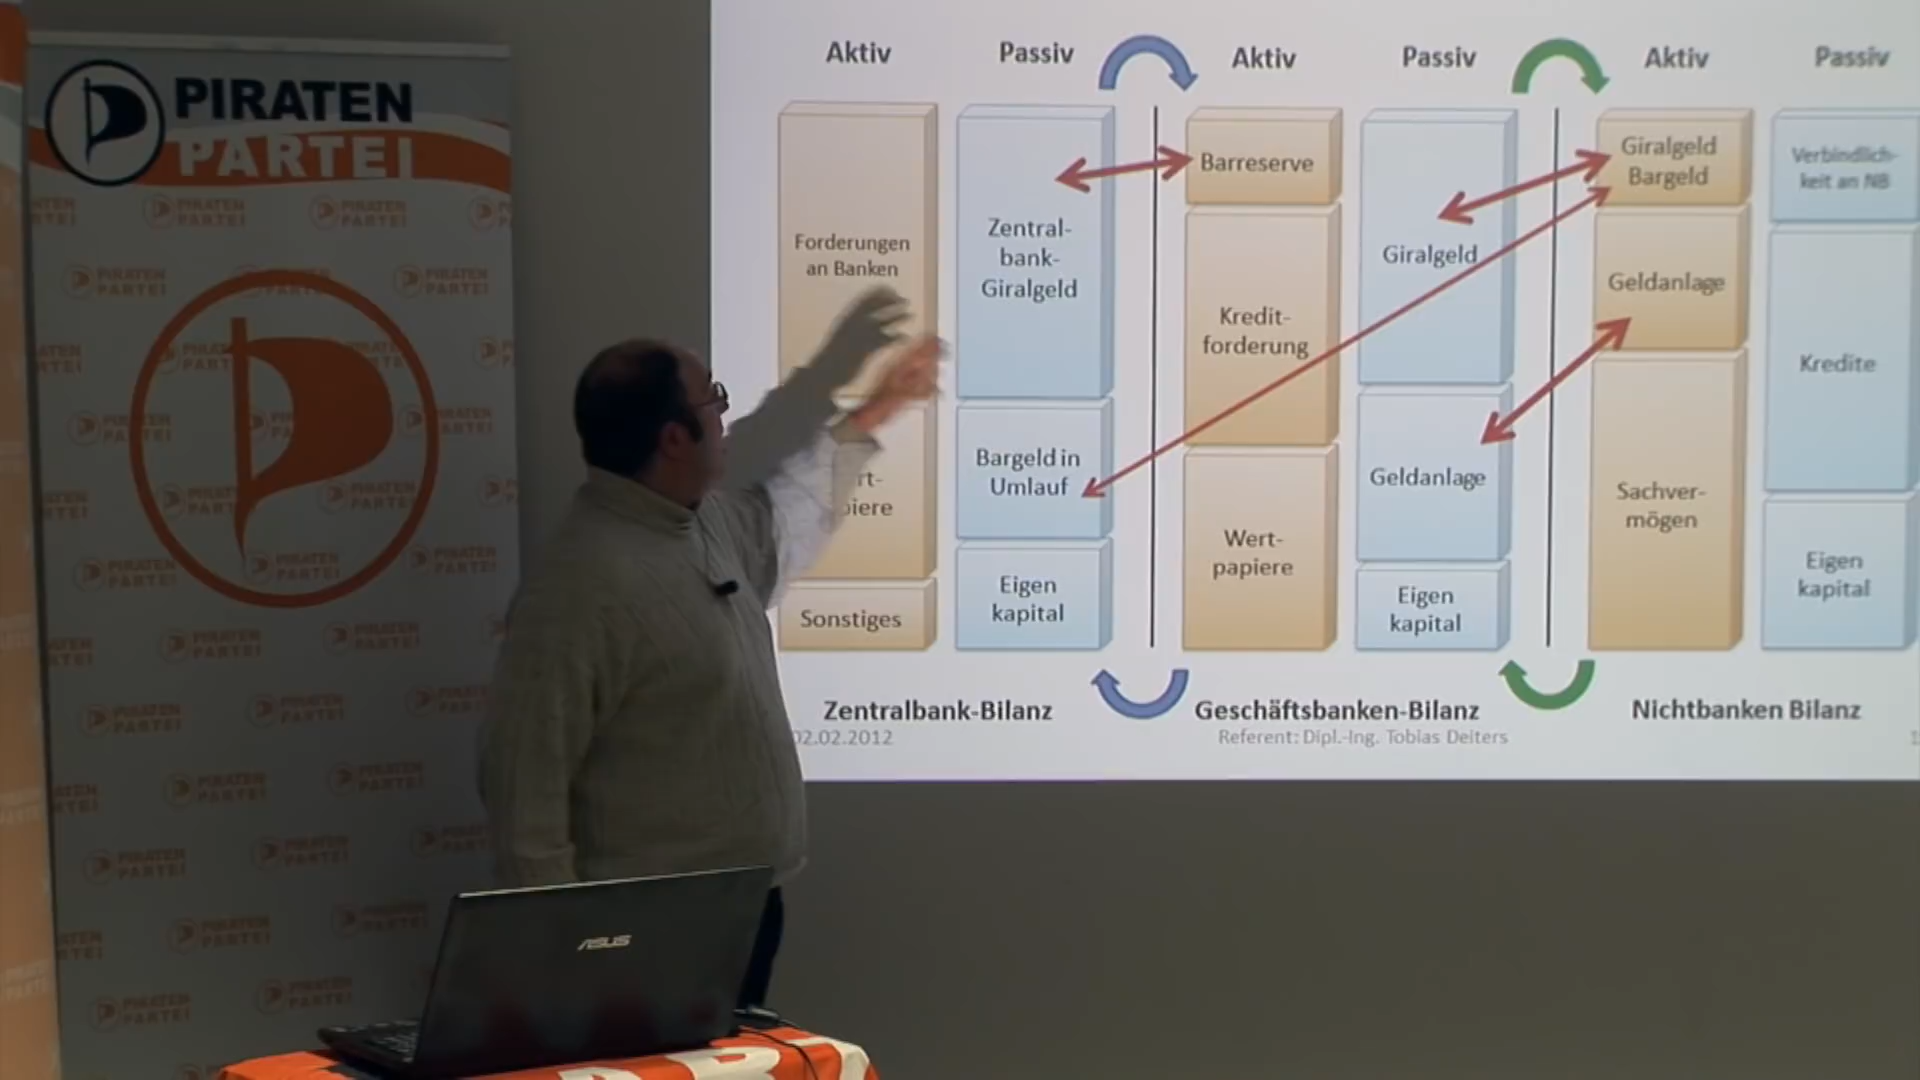 PIRATEN
PARTEI
Aktiv
Passiv
Aktiv
Passiv
Aktiv
Passiv
Forderungen
an Banken
Sonstiges
Zentral-
bank-
Giralgeld
Bargeld in
Umlauf
Eigen
kapital
Barreserve
Kredit-
forderung
Wert-
papiere
Giralgeld
Geldanlage
Eigen
kapital
Giralgeld
Bargeld
Geldanlage
Sachver-
mögen
Verbindlich-
keit an NB
Kredite
Eigen
kapital
Zentralbank-Bilanz
Geschäftsbanken-Bilanz
Nichtbanken Bilanz
02.02.2012
Referent: Dipl.-Ing. Tobias Deiters
ASUS